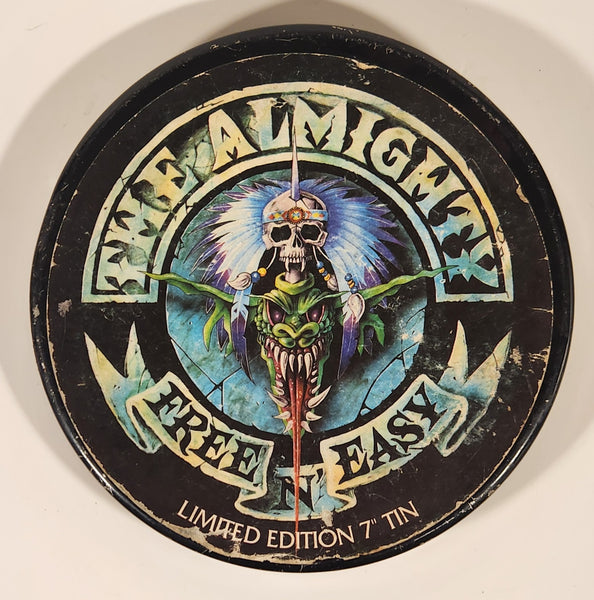 THE ALMIGHTY
FREE N' EASY
LIMITED EDITION 7" TIN